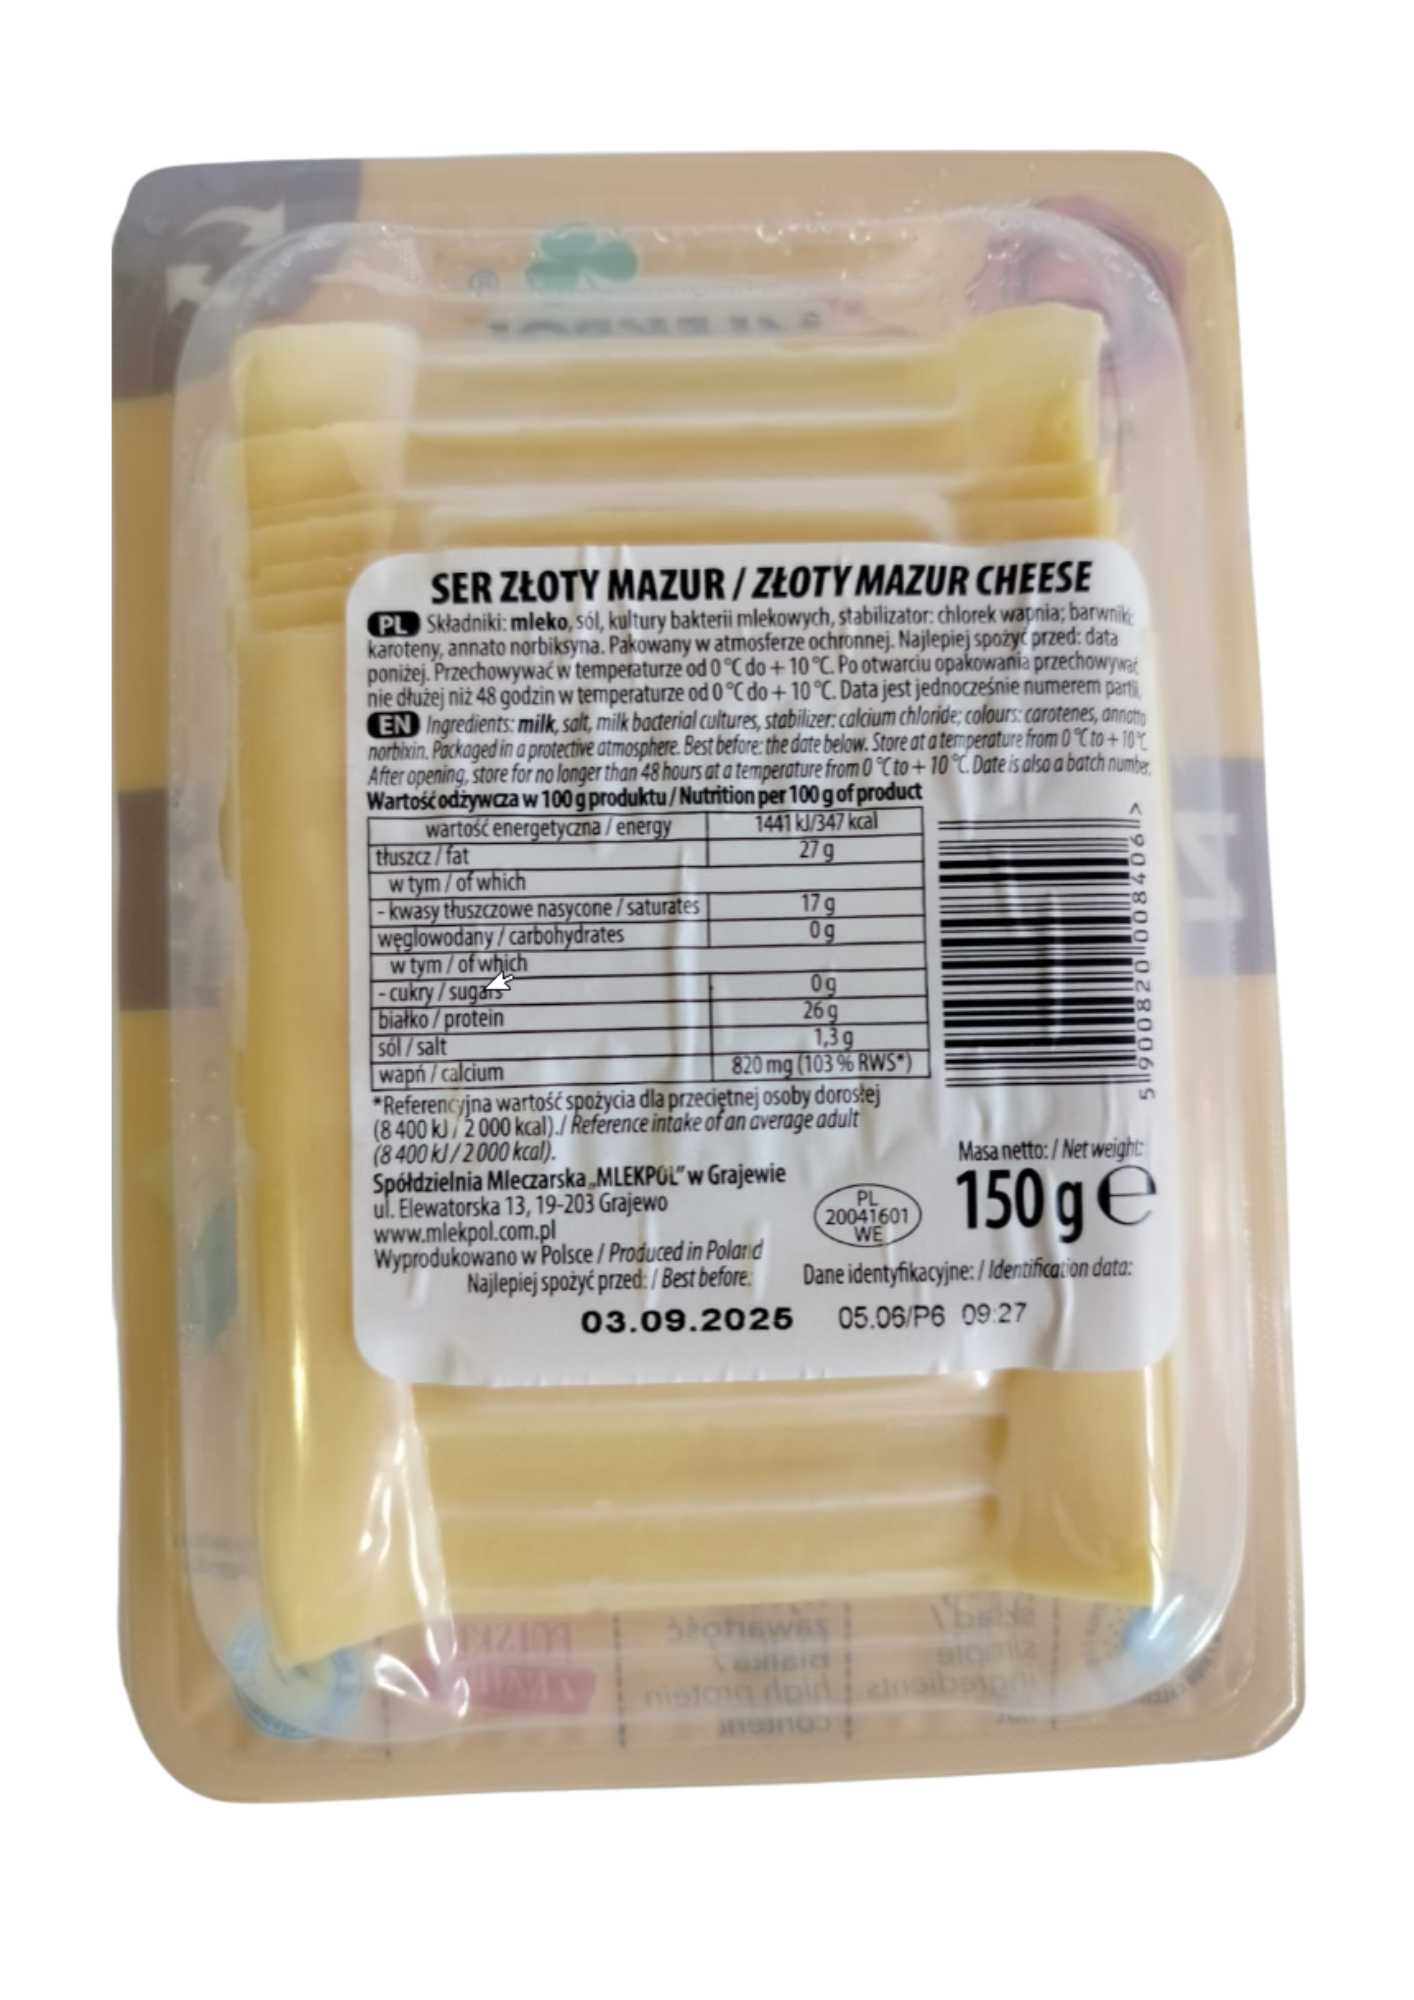 SER ZŁOTY MAZUR / ZŁOTY MAZUR CHEESE
PL Składniki: mleko, sól, kultury bakterii mlekowych, stabilizator: chlorek wapnia; barwnik:
karoteny, annato norbiksyna. Pakowany w atmosferze ochronnej. Najlepiej spożyć przed: data
poniżej. Przechowywać w temperaturze od 0 °C do + 10 °C. Po otwarciu opakowania przechowywać
nie dłużej niż 48 godzin w temperaturze od 0 °C do + 10 °C. Data jest jednocześnie numerem partii.
EN Ingredients: milk, salt, milk bacterial cultures, stabilizer: calcium chloride; colours: carotenes, annatto
norbixin. Packaged in a protective atmosphere. Best before: the date below. Store at a temperature from 0 °C to + 10 °C.
After opening, store for no longer than 48 hours at a temperature from 0 °C to + 10 °C. Date is also a batch number.
Wartość odżywcza w 100 g produktu / Nutrition per 100 g of product
wartość energetyczna / energy 1441 kJ/347 kcal
tłuszcz / fat 27 g
w tym / of which
- kwasy tłuszczowe nasycone / saturates 17 g
węglowodany / carbohydrates 0 g
w tym / of which
- cukry / sugars 0 g
białko / protein 26 g
sól / salt 1,3 g
wapń / calcium 820 mg (103 % RWS*)
5 900820 008406 >
*Referencyjna wartość spożycia dla przeciętnej osoby dorosłej
(8 400 kJ / 2 000 kcal)./ Reference intake of an average adult
(8 400 kJ / 2 000 kcal).
Spółdzielnia Mleczarska „MLEKPOL” w Grajewie
ul. Elewatorska 13, 19-203 Grajewo
www.mlekpol.com.pl
Wyprodukowano w Polsce / Produced in Poland
PL
20041601
WE
Masa netto: / Net weight:
150 g e
Najlepiej spożyć przed: / Best before:
03.09.2025
Dane identyfikacyjne: / Identification data:
05.06/P6 09:27
zawartość
białka /
high protein
content
skład /
simple
ingredients